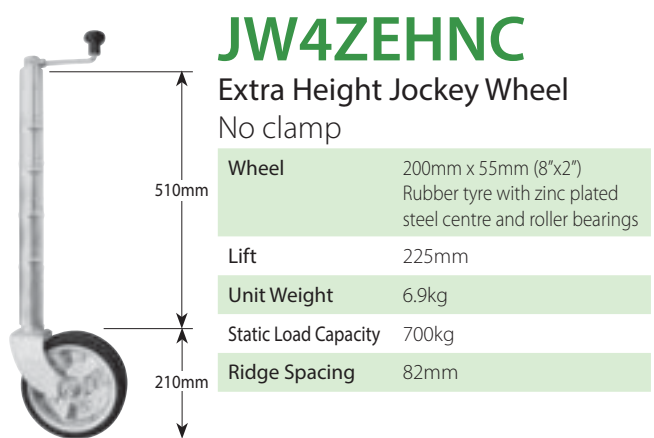 JW4ZEHNC
Extra Height Jockey Wheel
No clamp
Wheel 200mm x 55mm (8”x2”)
Rubber tyre with zinc plated
steel centre and roller bearings
Lift 225mm
Unit Weight 6.9kg
Static Load Capacity 700kg
Ridge Spacing 82mm
510mm
210mm